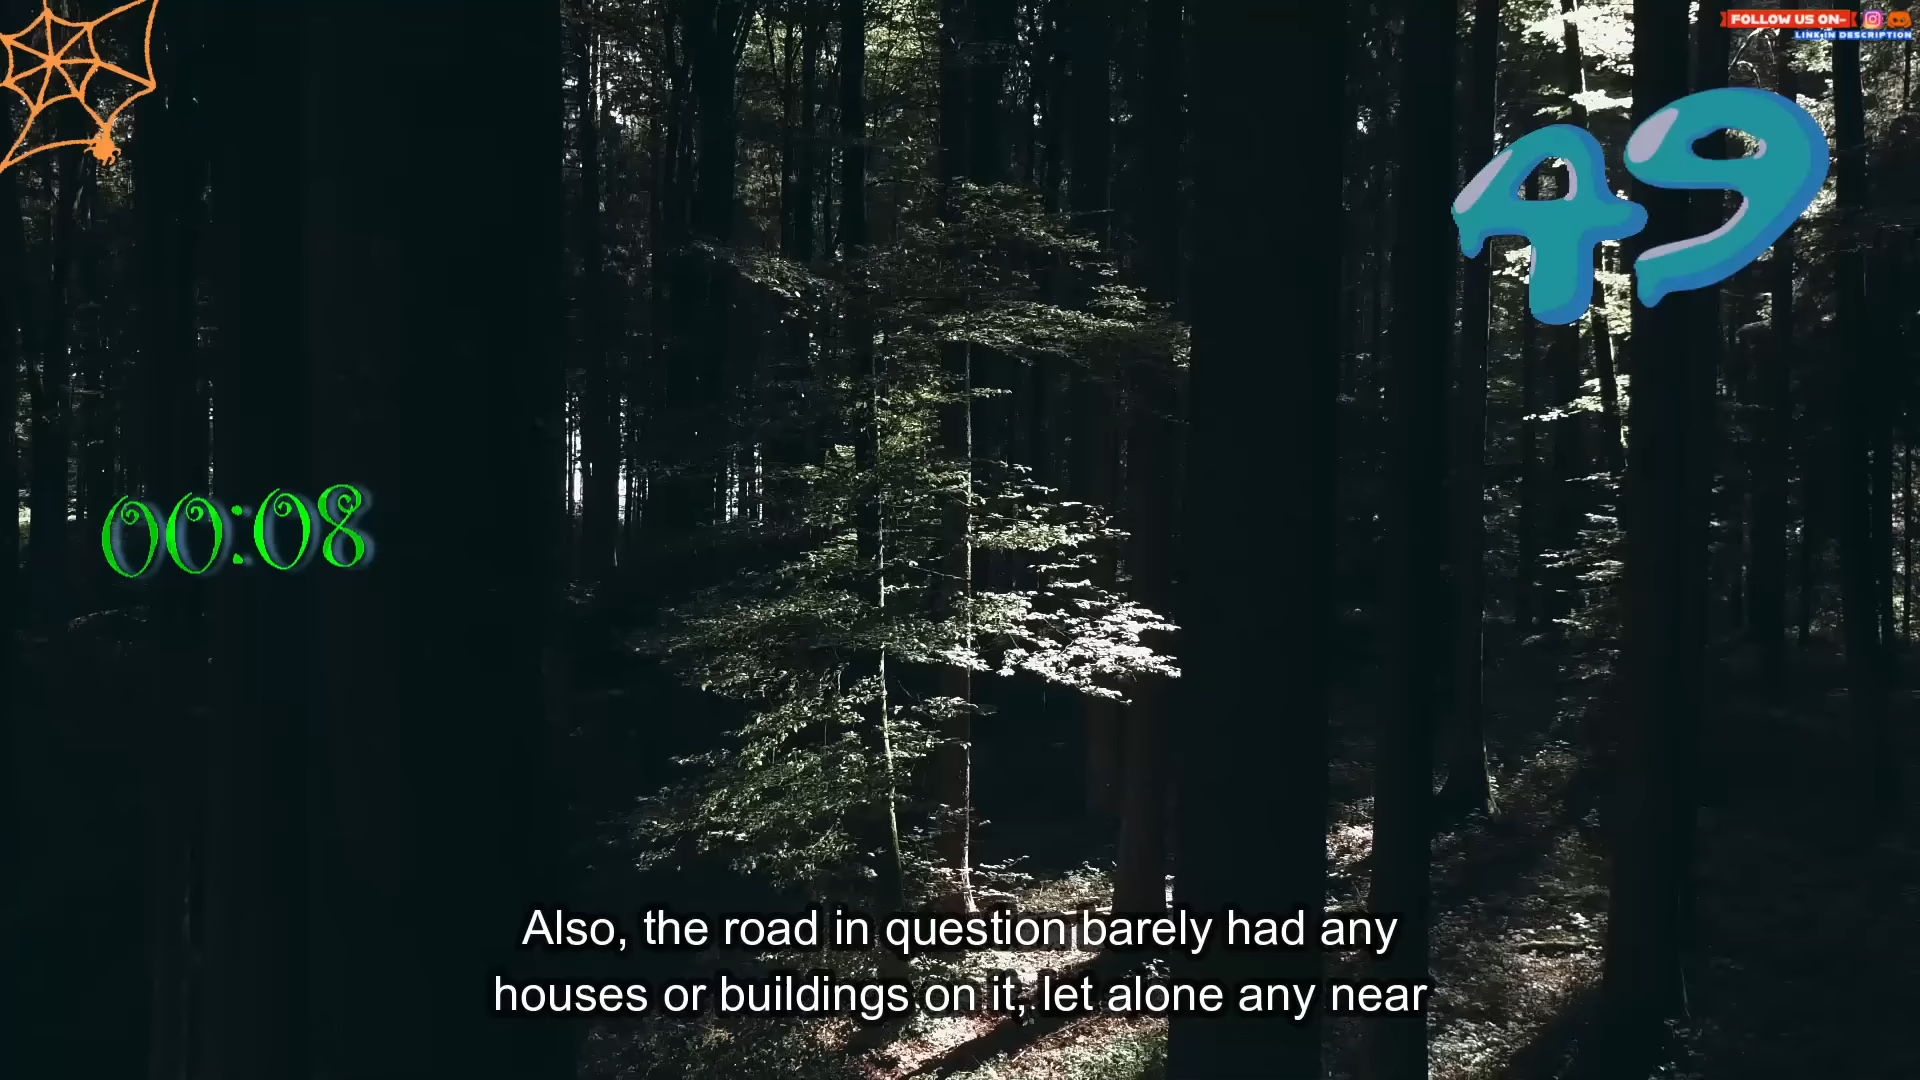 FOLLOW US ON-
LINK IN DESCRIPTION
49
00:08
Also, the road in question barely had any
houses or buildings on it, let alone any near